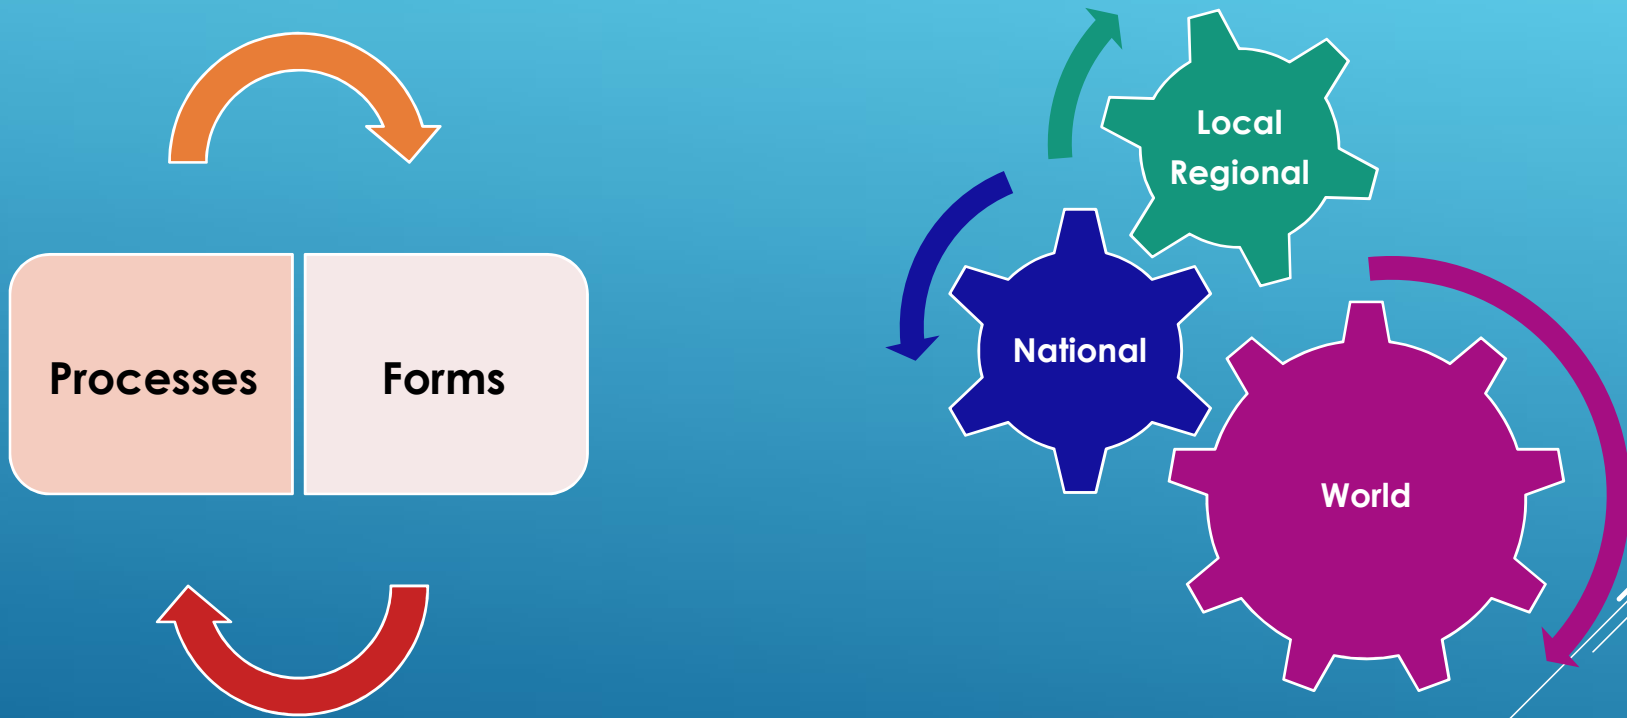 Processes
Forms
Local
Regional
National
World